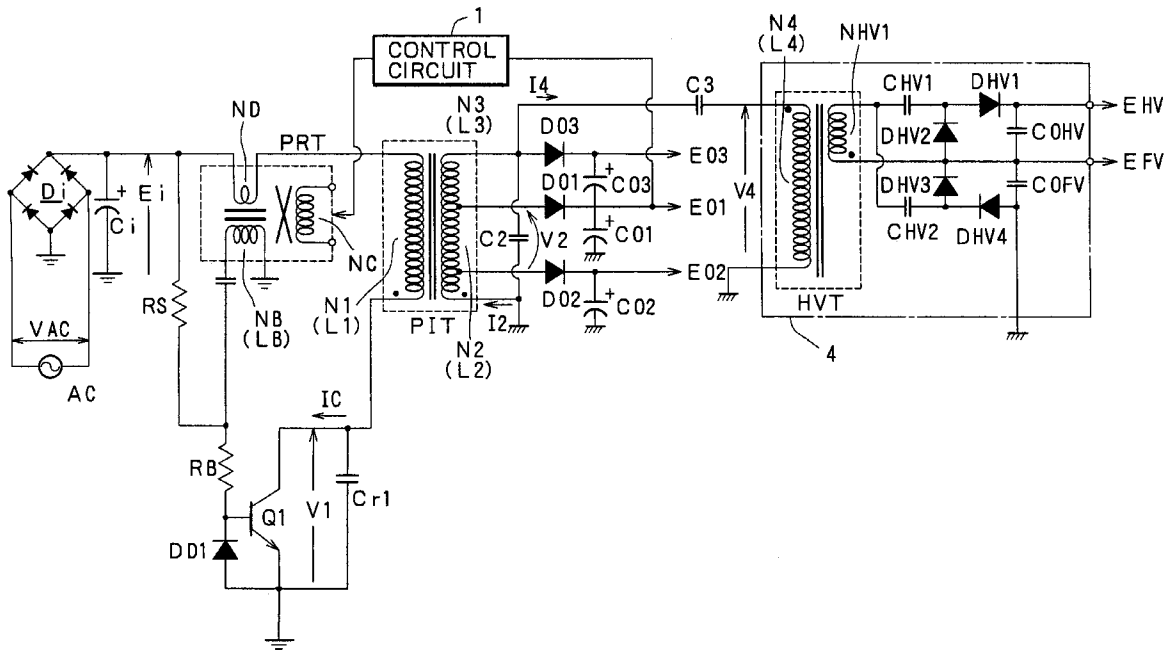 1
CONTROL
CIRCUIT
N4
(L4)
NHV1
CHV1
DHV1
EHV
I4
C3
N3
(L3)
D03
ND
PRT
DHV2
C0HV
E03
EFV
Di
Ei
+
Ci
D01
+
C03
V4
DHV3
C0FV
E01
C2
V2
+
C01
CHV2
DHV4
NC
E02
RS
NB
(LB)
N1
(L1)
D02
+
C02
HVT
I2
PIT
N2
(L2)
4
VAC
AC
IC
RB
V1
Cr1
Q1
DD1